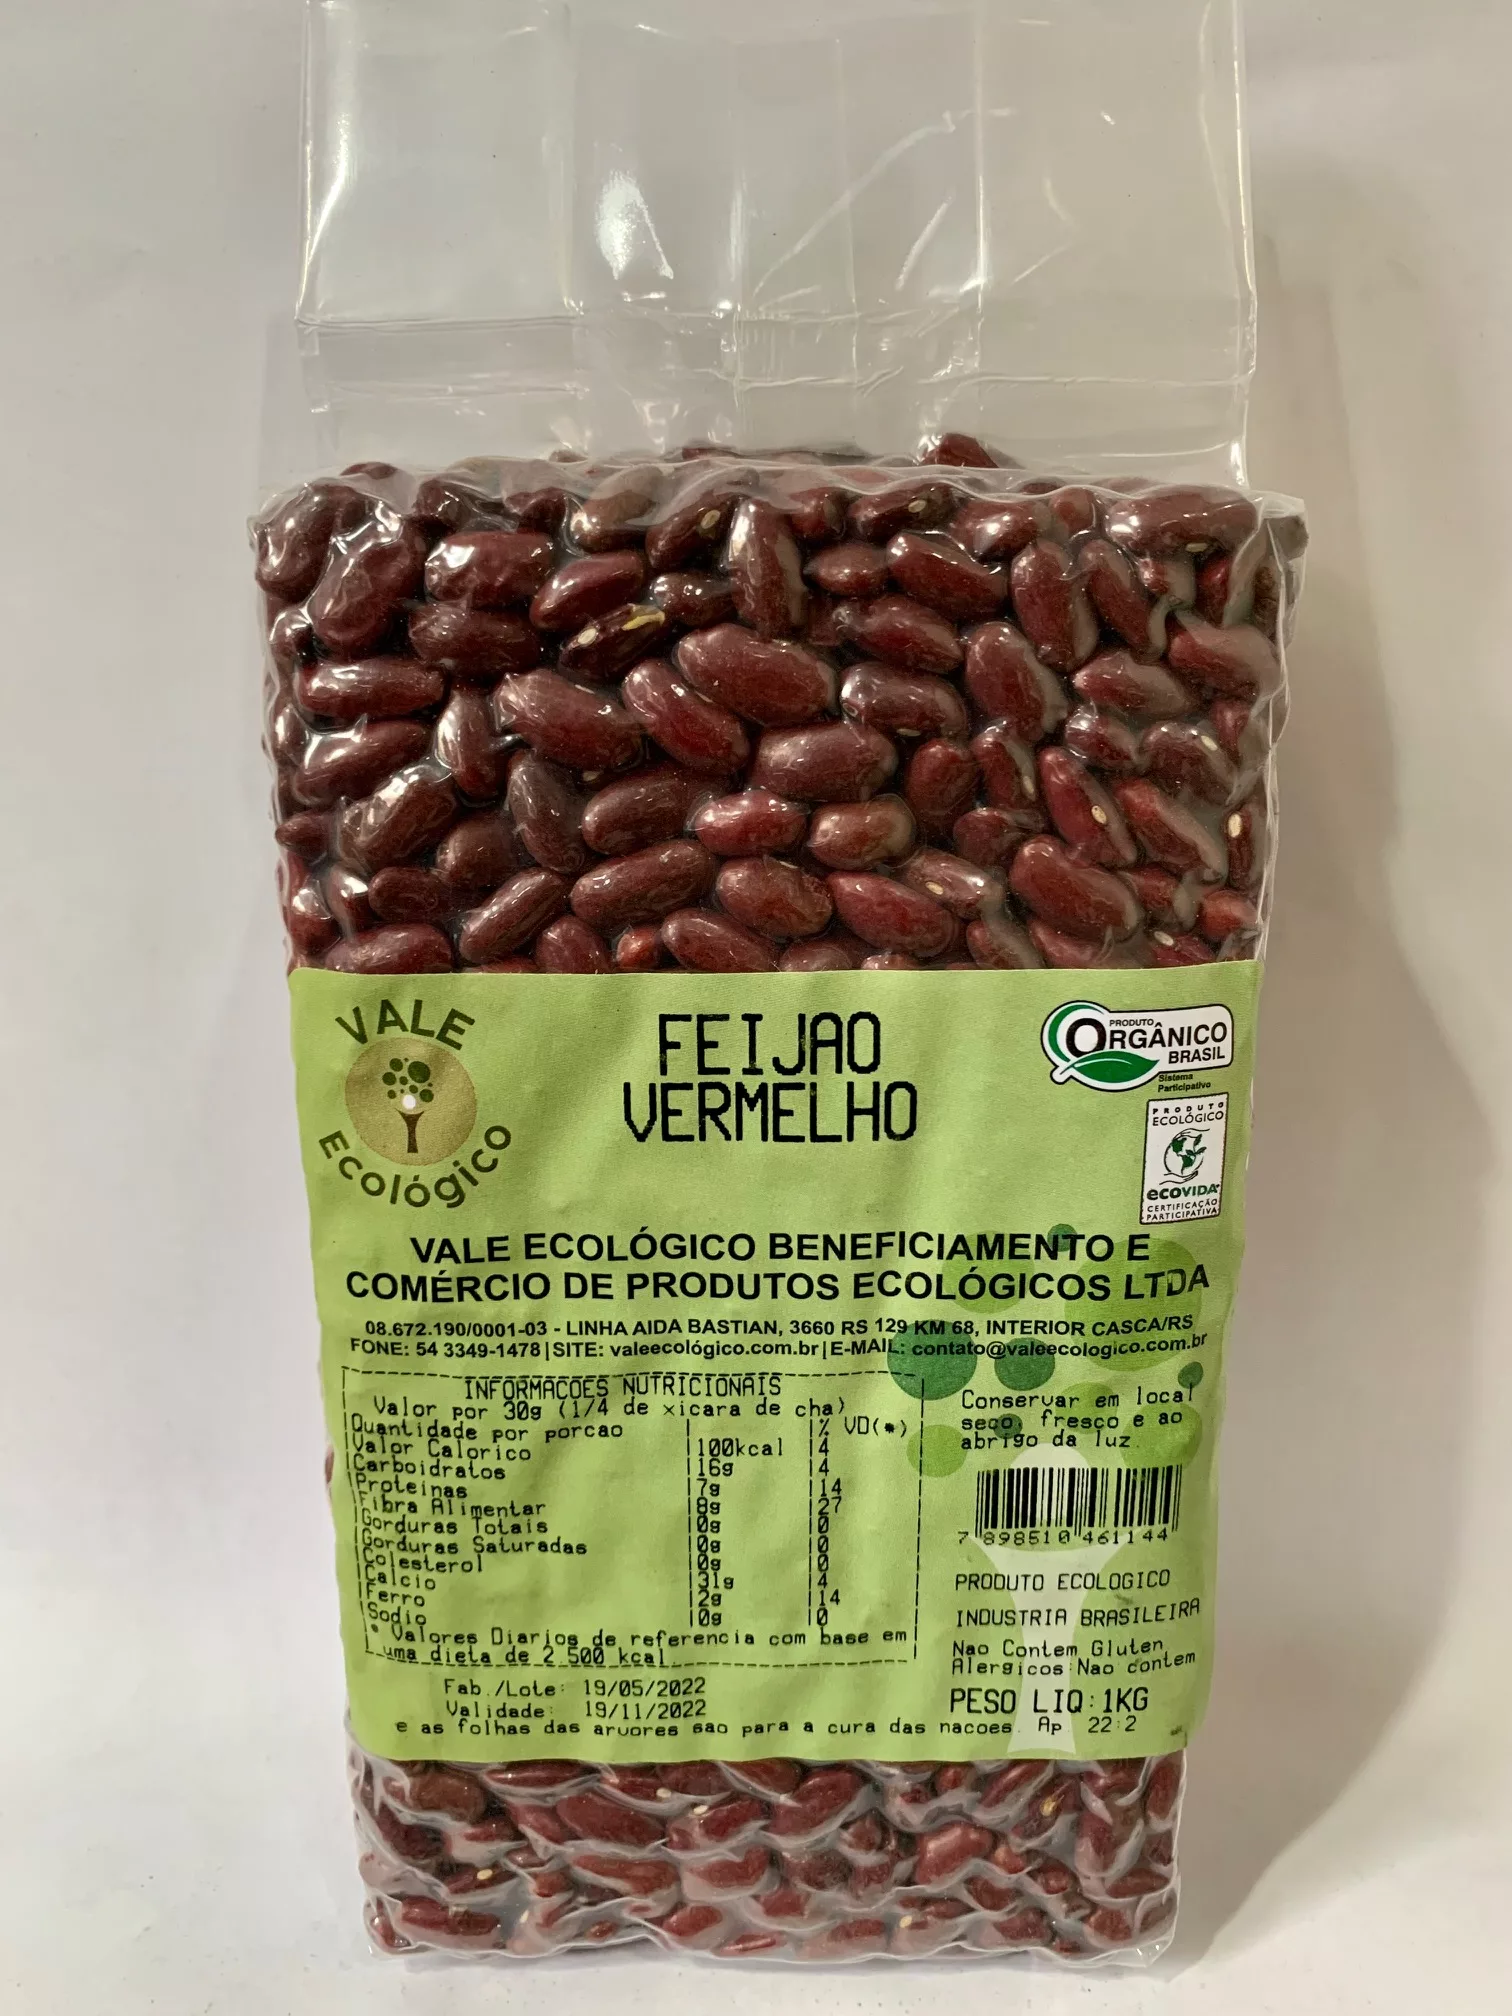 VALE
Ecológico
FEIJAO
VERMELHO
PRODUTO
ORGÂNICO
BRASIL
Sistema
Participativo
PRODUTO
ECOLÓGICO
ecoVIDA
CERTIFICAÇÃO
PARTICIPATIVA
VALE ECOLÓGICO BENEFICIAMENTO E
COMÉRCIO DE PRODUTOS ECOLÓGICOS LTDA
08.672.190/0001-03 - LINHA AIDA BASTIAN, 3660 RS 129 KM 68, INTERIOR CASCA/RS
FONE: 54 3349-1478 | SITE: valeecológico.com.br | E-MAIL: contato@valeecologico.com.br
INFORMACOES NUTRICIONAIS
Valor por 30g (1/4 de xicara de cha)
Quantidade por porcao | | % VD(*)
Valor Calorico | 100kcal | 4
Carboidratos | 16g | 4
Proteinas | 7g | 14
Fibra Alimentar | 8g | 27
Gorduras Totais | 0g | 0
Gorduras Saturadas | 0g | 0
Colesterol | 0g | 0
Calcio | 31g | 4
Ferro | 2g | 14
Sodio | 0g | 0
* Valores Diarios de referencia com base em
uma dieta de 2.500 kcal.
Conservar em local
seco, fresco e ao
abrigo da luz.
7 898510 461144
PRODUTO ECOLOGICO
INDUSTRIA BRASILEIRA
Nao Contem Gluten
Alergicos: Nao contem
Fab./Lote: 19/05/2022
Validade: 19/11/2022
PESO LIQ: 1KG
e as folhas das arvores sao para a cura das nacoes. Ap 22:2